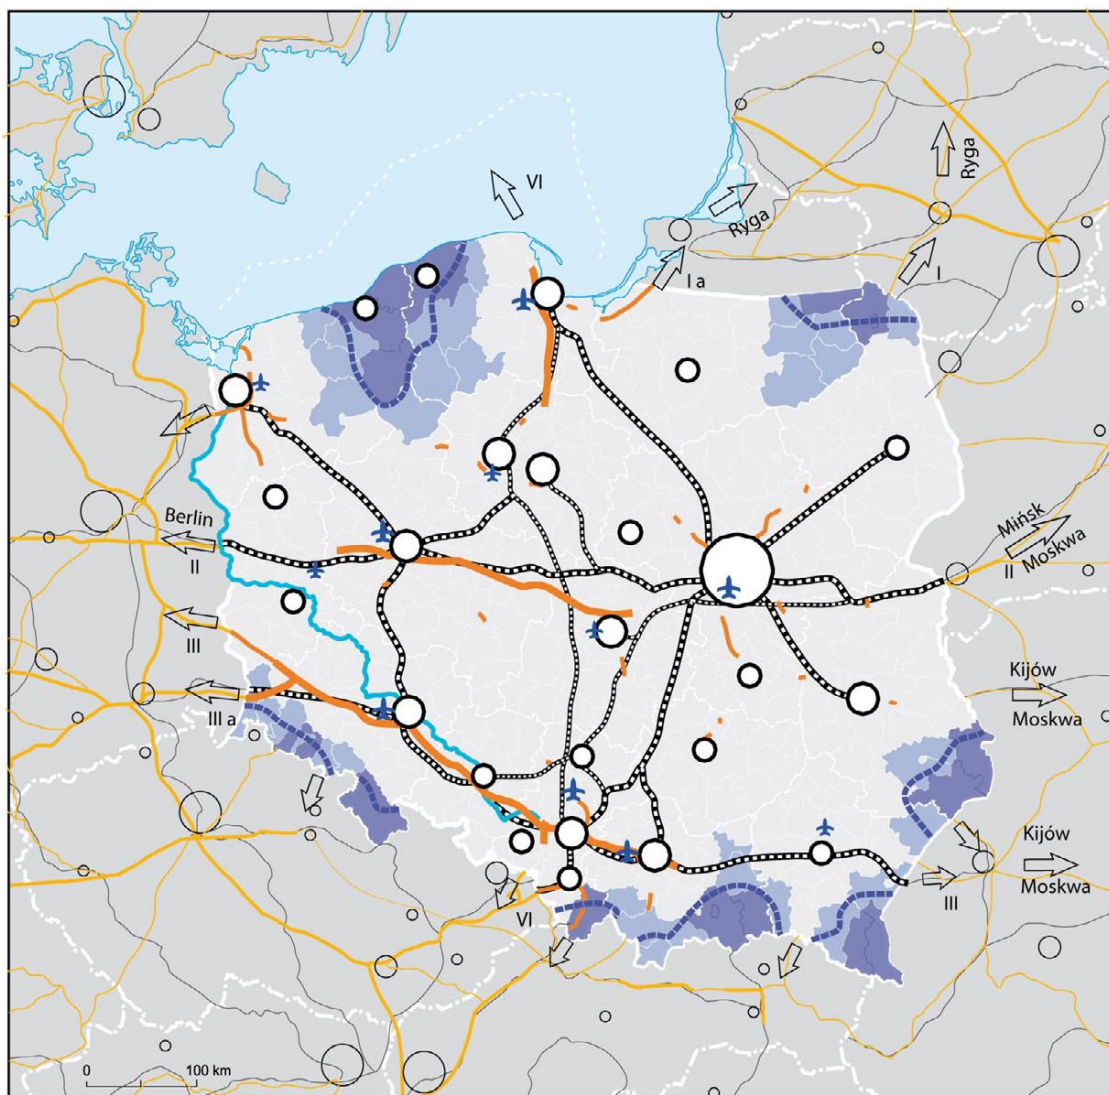 VI
Ryga
Ryga
I a
I
Berlin
II
Mińsk
Moskwa
II
III
Kijów
Moskwa
III a
Kijów
Moskwa
III
VI
0 100 km